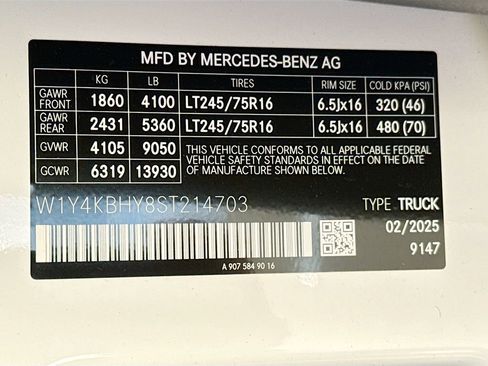 MFD BY MERCEDES-BENZ AG
KG LB TIRES RIM SIZE COLD KPA (PSI)
GAWR FRONT 1860 4100 LT245/75R16 6.5Jx16 320 (46)
GAWR REAR 2431 5360 LT245/75R16 6.5Jx16 480 (70)
GVWR 4105 9050 THIS VEHICLE CONFORMS TO ALL APPLICABLE FEDERAL MOTOR
VEHICLE SAFETY STANDARDS IN EFFECT ON THE DATE
GCWR 6319 13930 OF MANUFACTURE SHOWN BELOW.
W1Y4KBHY8ST214703 TYPE TRUCK
02/2025
9147
A 907 584 90 16